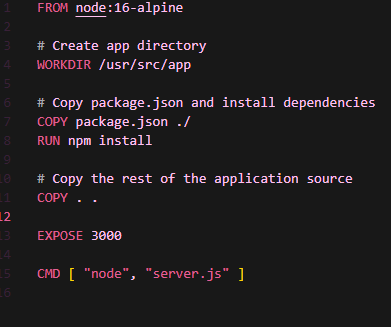 1 FROM node:16-alpine
2
3 # Create app directory
4 WORKDIR /usr/src/app
5
6 # Copy package.json and install dependencies
7 COPY package.json ./
8 RUN npm install
9
10 # Copy the rest of the application source
11 COPY . .
12
13 EXPOSE 3000
14
15 CMD [ "node", "server.js" ]
16